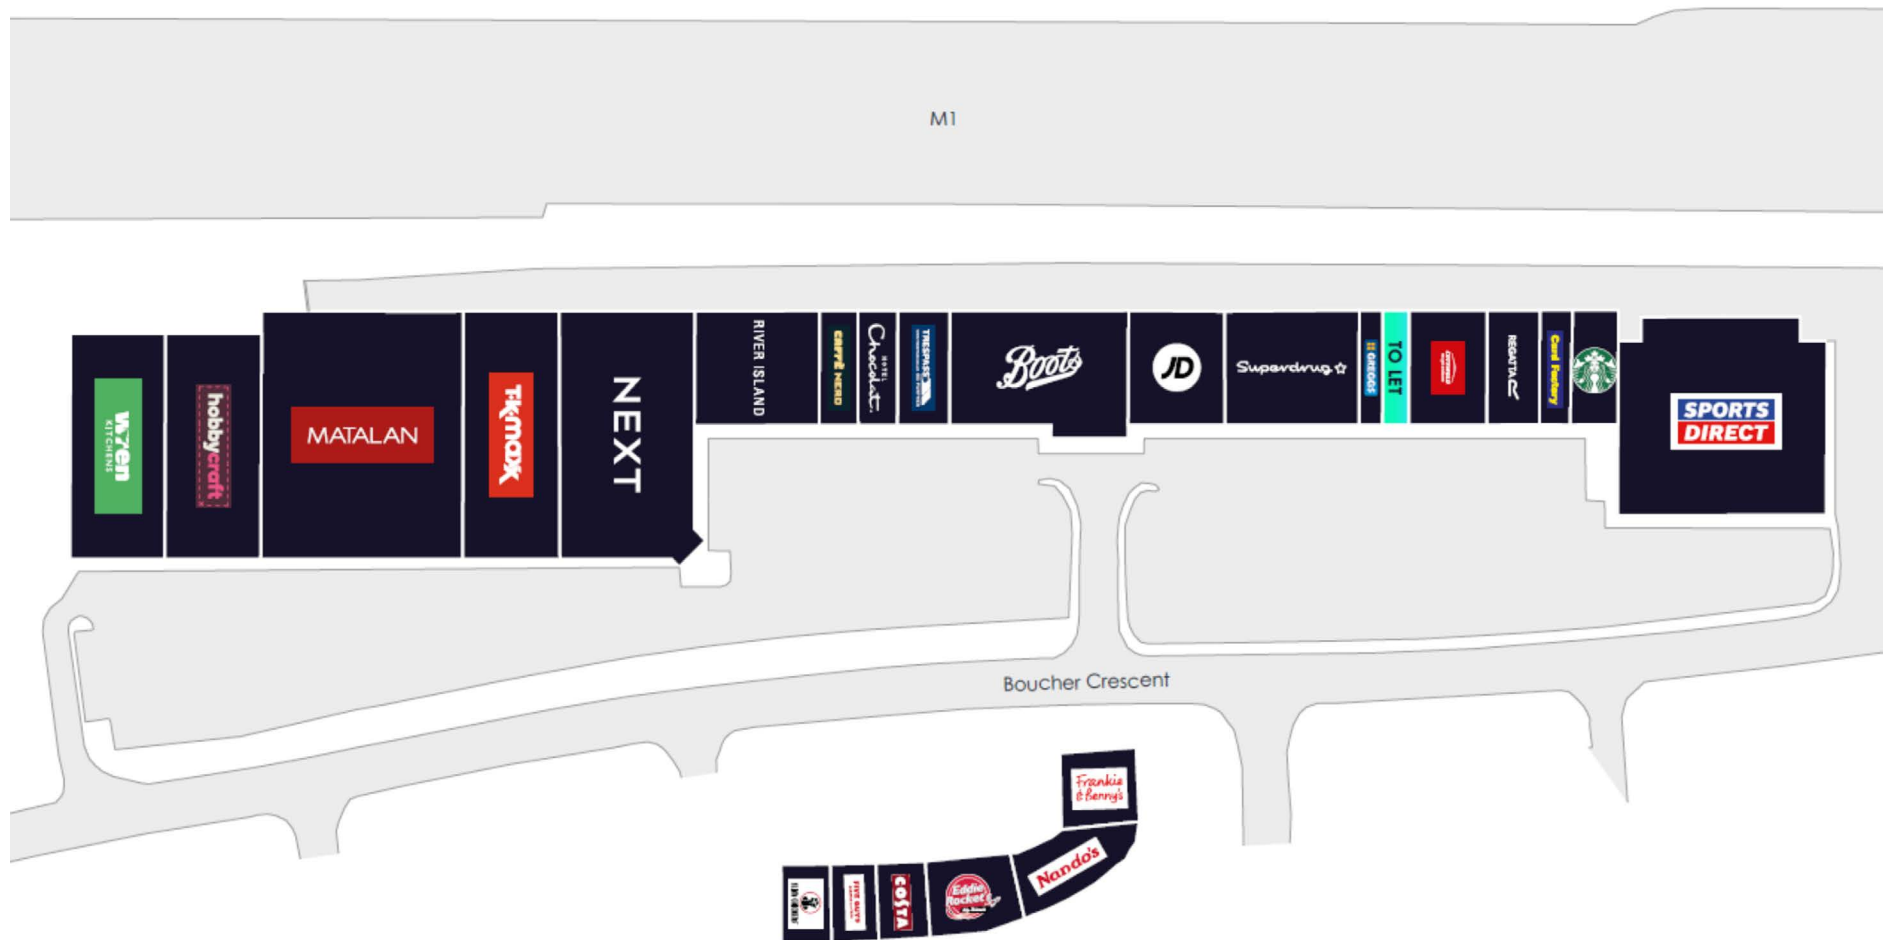 M1
Wren
KITCHENS
hobbycraft
MATALAN
TK maxx
NEXT
RIVER ISLAND
CAFFÈ NERO
HOTEL
Chocolat.
TRESPASS
Boots
JD
Superdrug
GREGGS
TO LET
REGATTA
Card Factory
SPORTS
DIRECT
Boucher Crescent
Frankie
& Benny's
Nando's
Eddie
Rocket's
COSTA
FIVE GUYS